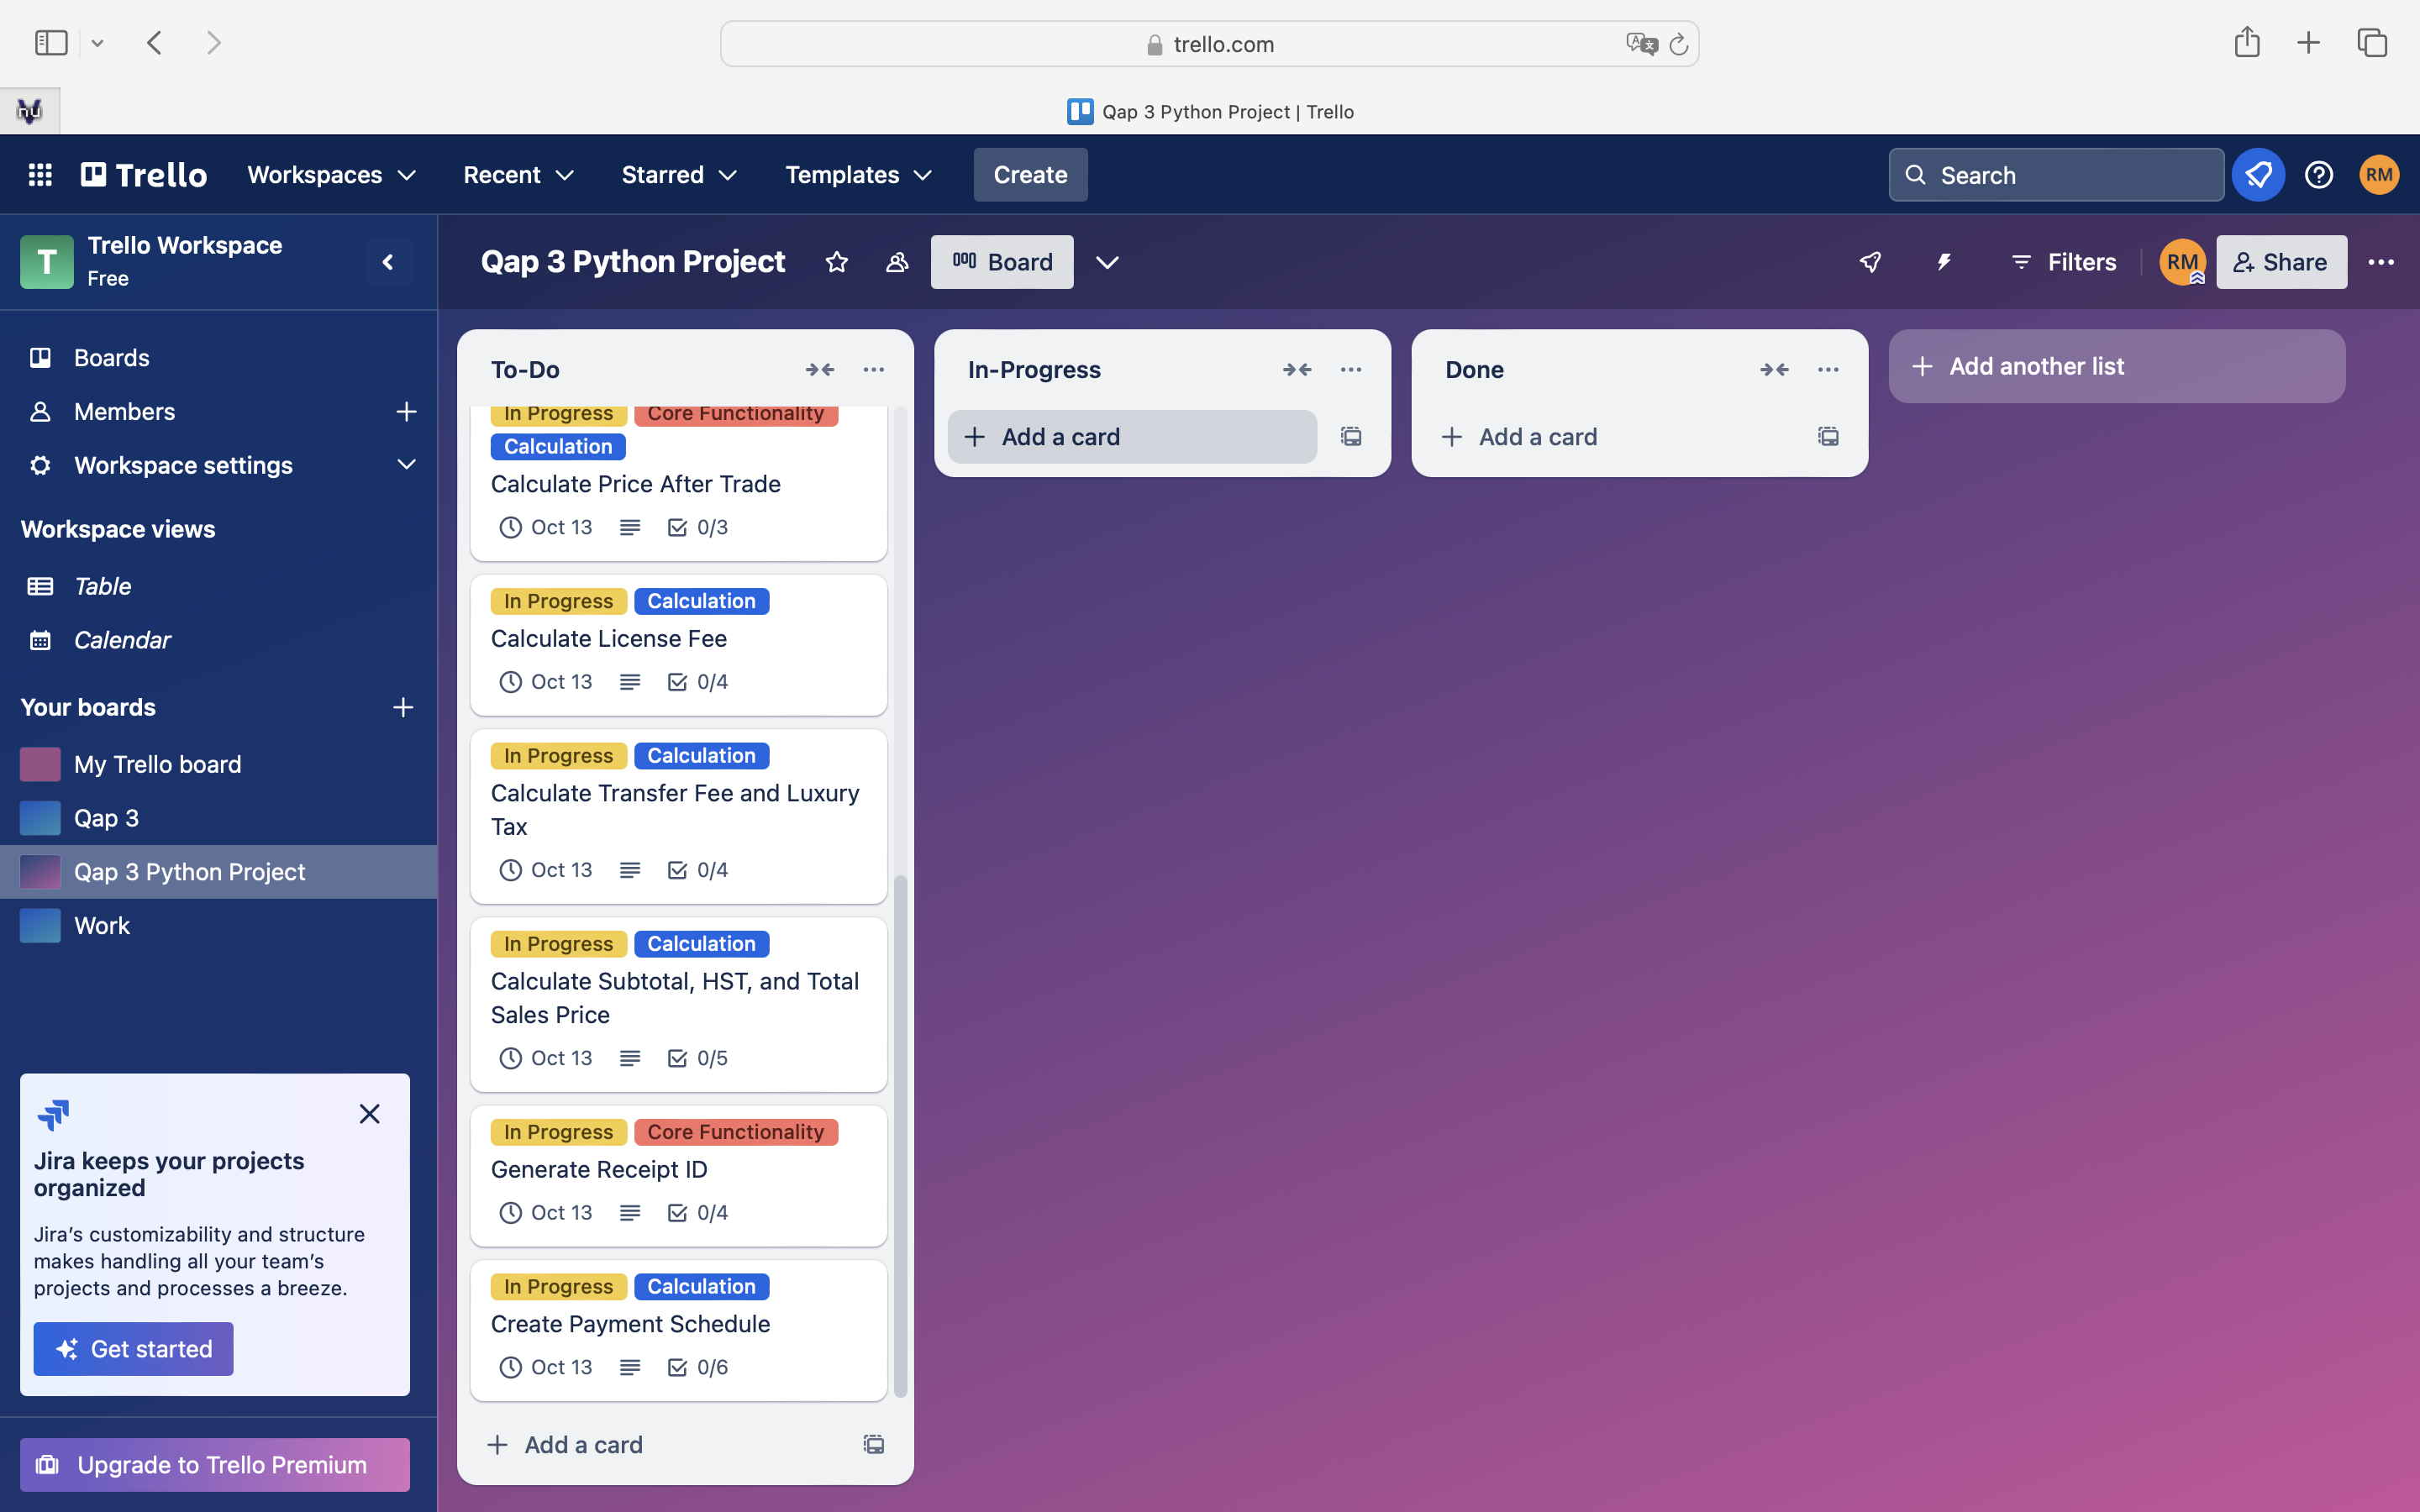 trello.com
nu
Qap 3 Python Project | Trello
Trello
Workspaces
Recent
Starred
Templates
Create
Search
RM
T
Trello Workspace
Free
Qap 3 Python Project
Board
Filters
RM
Share
Boards
Members
Workspace settings
Workspace views
Table
Calendar
Your boards
My Trello board
Qap 3
Qap 3 Python Project
Work
Jira keeps your projects
organized
Jira’s customizability and structure
makes handling all your team’s
projects and processes a breeze.
Get started
Upgrade to Trello Premium
To-Do
In Progress Core Functionality
Calculation
Calculate Price After Trade
Oct 13 0/3
In Progress Calculation
Calculate License Fee
Oct 13 0/4
In Progress Calculation
Calculate Transfer Fee and Luxury
Tax
Oct 13 0/4
In Progress Calculation
Calculate Subtotal, HST, and Total
Sales Price
Oct 13 0/5
In Progress Core Functionality
Generate Receipt ID
Oct 13 0/4
In Progress Calculation
Create Payment Schedule
Oct 13 0/6
Add a card
In-Progress
Add a card
Done
Add a card
Add another list